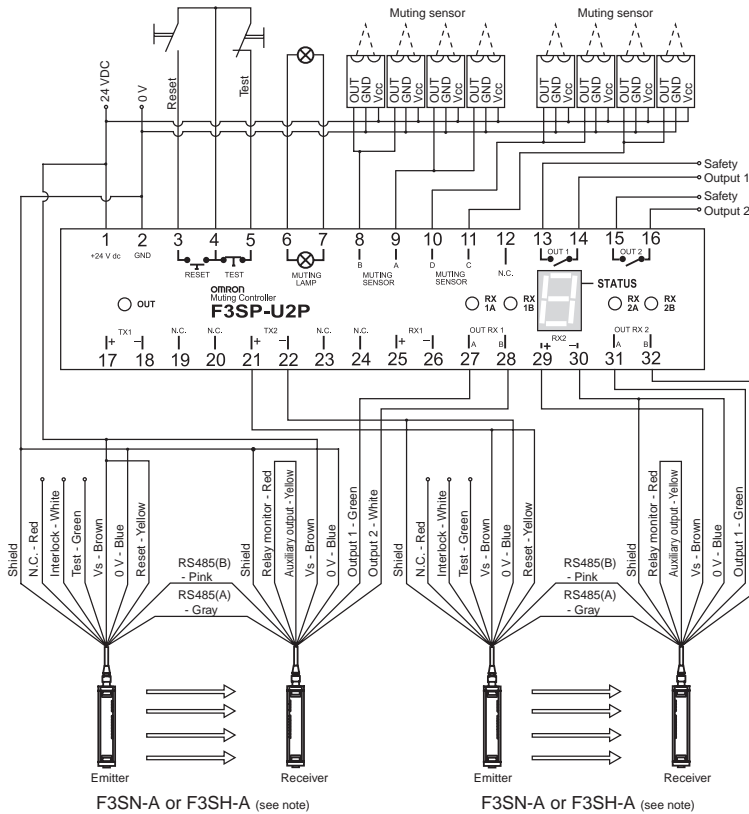 Muting sensor
Muting sensor
24 VDC
0 V
Reset
Test
OUT GND Vcc OUT GND Vcc OUT GND Vcc OUT GND Vcc
OUT GND Vcc OUT GND Vcc OUT GND Vcc OUT GND Vcc
Safety
Output 1
Safety
Output 2
1 2 3 4 5 6 7 8 9 10 11 12 13 14 15 16
+24 V dc GND
RESET TEST
MUTING LAMP
B A
MUTING SENSOR
D C
MUTING SENSOR
N.C.
OUT 1
OUT 2
STATUS
OUT
OMRON
Muting Controller
F3SP-U2P
RX 1A
RX 1B
RX 2A
RX 2B
TX1
+ −
N.C. N.C.
TX2
+ −
N.C. N.C.
RX1
+ −
OUT RX 1
A B
RX2
+ −
OUT RX 2
A B
17 18 19 20 21 22 23 24 25 26 27 28 29 30 31 32
Shield
N.C. - Red
Interlock - White
Test - Green
Vs - Brown
0 V - Blue
Reset - Yellow
RS485(B)
- Pink
RS485(A)
- Gray
Shield
Relay monitor - Red
Auxiliary output - Yellow
Vs - Brown
0 V - Blue
Output 1 - Green
Output 2 - White
Shield
N.C. - Red
Interlock - White
Test - Green
Vs - Brown
0 V - Blue
Reset - Yellow
RS485(B)
- Pink
RS485(A)
- Gray
Shield
Relay monitor - Red
Auxiliary output - Yellow
Vs - Brown
0 V - Blue
Output 1 - Green
Emitter
Receiver
Emitter
Receiver
F3SN-A or F3SH-A (see note)
F3SN-A or F3SH-A (see note)